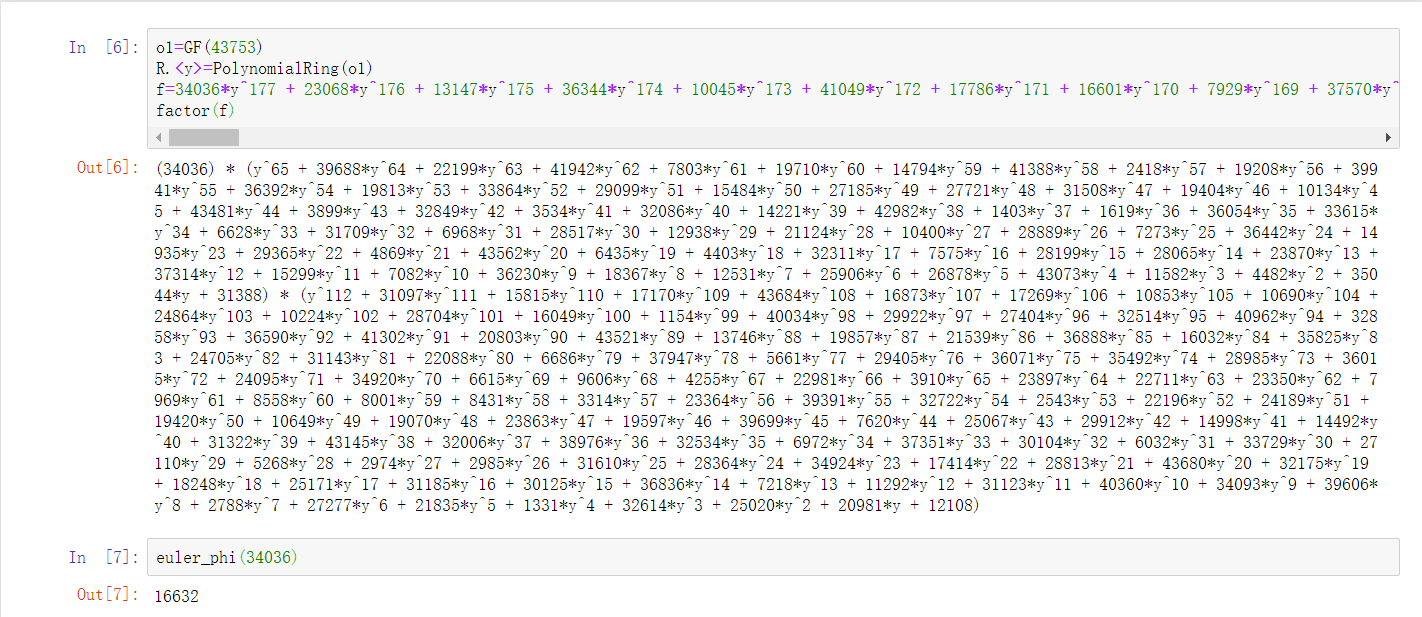 In [6]:
o1=GF(43753)
R.<y>=PolynomialRing(o1)
f=34036*y^177 + 23068*y^176 + 13147*y^175 + 36344*y^174 + 10045*y^173 + 41049*y^172 + 17786*y^171 + 16601*y^170 + 7929*y^169 + 37570*y^
factor(f)
Out[6]:
(34036) * (y^65 + 39688*y^64 + 22199*y^63 + 41942*y^62 + 7803*y^61 + 19710*y^60 + 14794*y^59 + 41388*y^58 + 2418*y^57 + 19208*y^56 + 399
41*y^55 + 36392*y^54 + 19813*y^53 + 33864*y^52 + 29099*y^51 + 15484*y^50 + 27185*y^49 + 27721*y^48 + 31508*y^47 + 19404*y^46 + 10134*y^4
5 + 43481*y^44 + 3899*y^43 + 32849*y^42 + 3534*y^41 + 32086*y^40 + 14221*y^39 + 42982*y^38 + 1403*y^37 + 1619*y^36 + 36054*y^35 + 33615*
y^34 + 6628*y^33 + 31709*y^32 + 6968*y^31 + 28517*y^30 + 12938*y^29 + 21124*y^28 + 10400*y^27 + 28889*y^26 + 7273*y^25 + 36442*y^24 + 14
935*y^23 + 29365*y^22 + 4869*y^21 + 43562*y^20 + 6435*y^19 + 4403*y^18 + 32311*y^17 + 7575*y^16 + 28199*y^15 + 28065*y^14 + 23870*y^13 +
37314*y^12 + 15299*y^11 + 7082*y^10 + 36230*y^9 + 18367*y^8 + 12531*y^7 + 25906*y^6 + 26878*y^5 + 43073*y^4 + 11582*y^3 + 4482*y^2 + 350
44*y + 31388) * (y^112 + 31097*y^111 + 15815*y^110 + 17170*y^109 + 43684*y^108 + 16873*y^107 + 17269*y^106 + 10853*y^105 + 10690*y^104 +
24864*y^103 + 10224*y^102 + 28704*y^101 + 16049*y^100 + 1154*y^99 + 40034*y^98 + 29922*y^97 + 27404*y^96 + 32514*y^95 + 40962*y^94 + 328
58*y^93 + 36590*y^92 + 41302*y^91 + 20803*y^90 + 43521*y^89 + 13746*y^88 + 19857*y^87 + 21539*y^86 + 36888*y^85 + 16032*y^84 + 35825*y^8
3 + 24705*y^82 + 31143*y^81 + 22088*y^80 + 6686*y^79 + 37947*y^78 + 5661*y^77 + 29405*y^76 + 36071*y^75 + 35492*y^74 + 28985*y^73 + 3601
5*y^72 + 24095*y^71 + 34920*y^70 + 6615*y^69 + 9606*y^68 + 4255*y^67 + 22981*y^66 + 3910*y^65 + 23897*y^64 + 22711*y^63 + 23350*y^62 + 7
969*y^61 + 8558*y^60 + 8001*y^59 + 8431*y^58 + 3314*y^57 + 23364*y^56 + 39391*y^55 + 32722*y^54 + 2543*y^53 + 22196*y^52 + 24189*y^51 +
19420*y^50 + 10649*y^49 + 19070*y^48 + 23863*y^47 + 19597*y^46 + 39699*y^45 + 7620*y^44 + 25067*y^43 + 29912*y^42 + 14998*y^41 + 14492*y
^40 + 31322*y^39 + 43145*y^38 + 32006*y^37 + 38976*y^36 + 32534*y^35 + 6972*y^34 + 37351*y^33 + 30104*y^32 + 6032*y^31 + 33729*y^30 + 27
110*y^29 + 5268*y^28 + 2974*y^27 + 2985*y^26 + 31610*y^25 + 28364*y^24 + 34924*y^23 + 17414*y^22 + 28813*y^21 + 43680*y^20 + 32175*y^19
+ 18248*y^18 + 25171*y^17 + 31185*y^16 + 30125*y^15 + 36836*y^14 + 7218*y^13 + 11292*y^12 + 31123*y^11 + 40360*y^10 + 34093*y^9 + 39606*
y^8 + 2788*y^7 + 27277*y^6 + 21835*y^5 + 1331*y^4 + 32614*y^3 + 25020*y^2 + 20981*y + 12108)
In [7]:
euler_phi(34036)
Out[7]:
16632